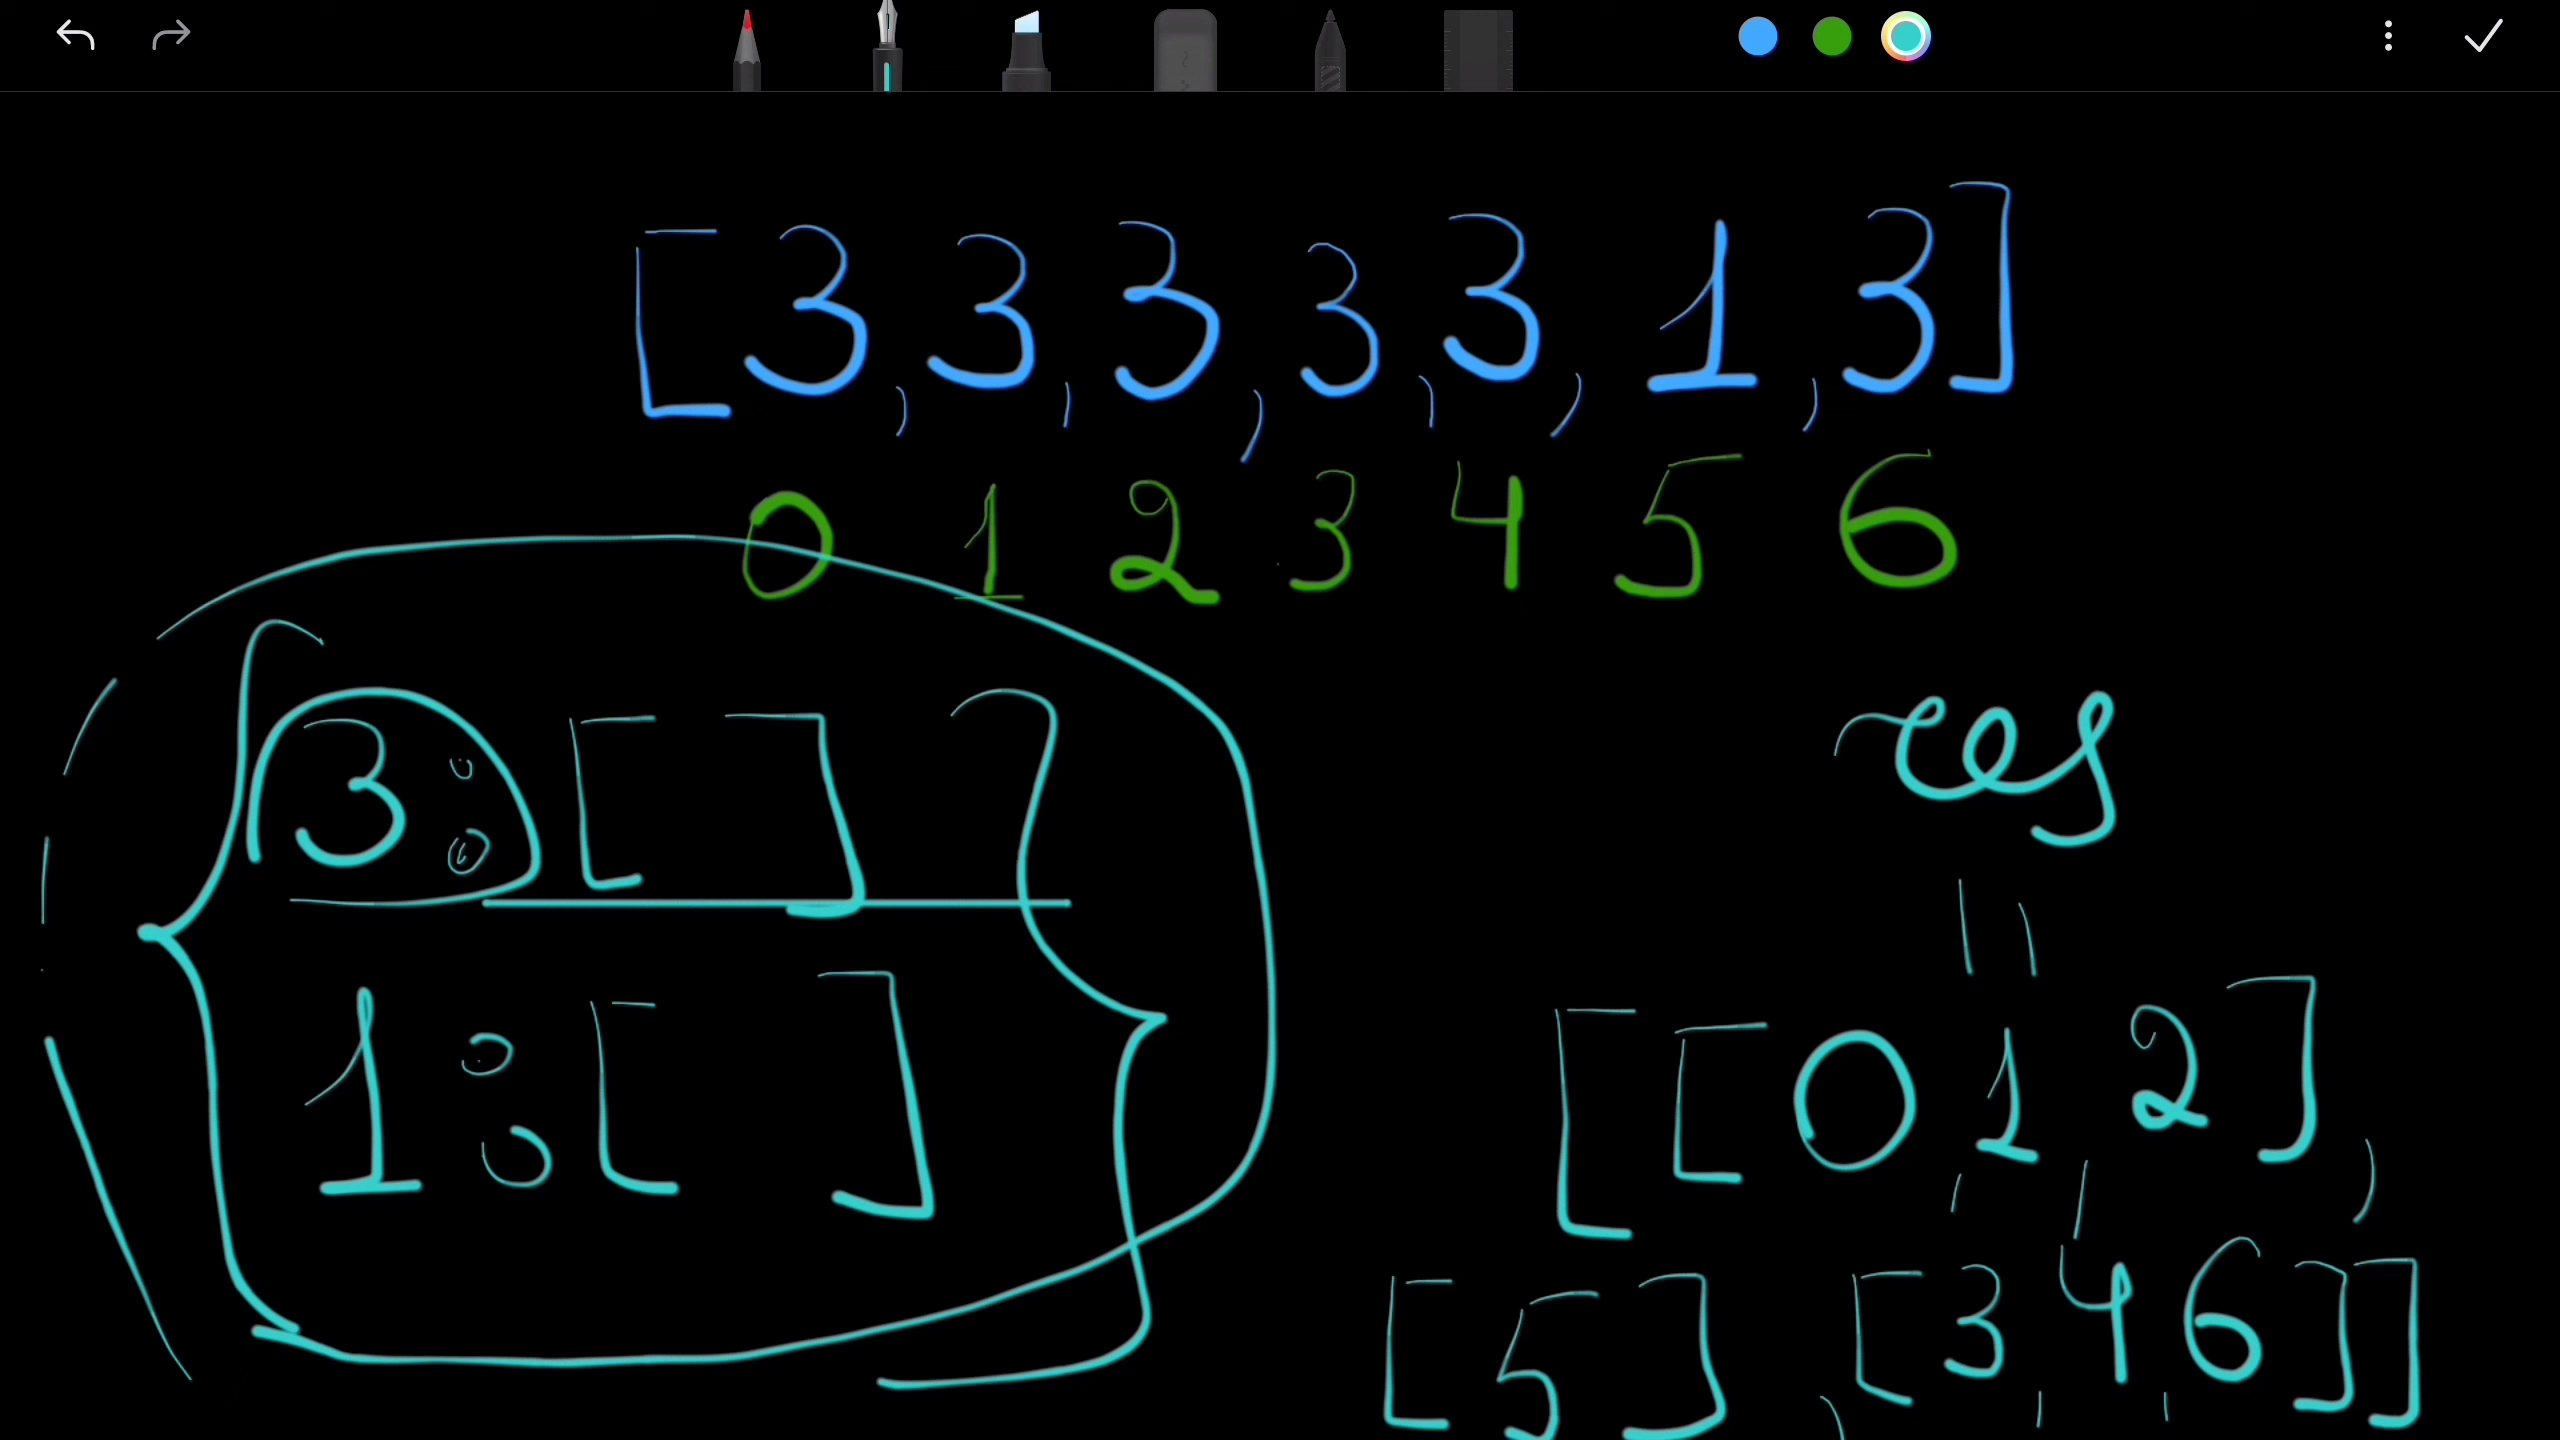 [3, 3, 3, 3, 3, 1, 3]
0 1 2 3 4 5 6
{3: [ ]
1: [ ]}
res
=
[[0, 1, 2],
[5], [3, 4, 6]]